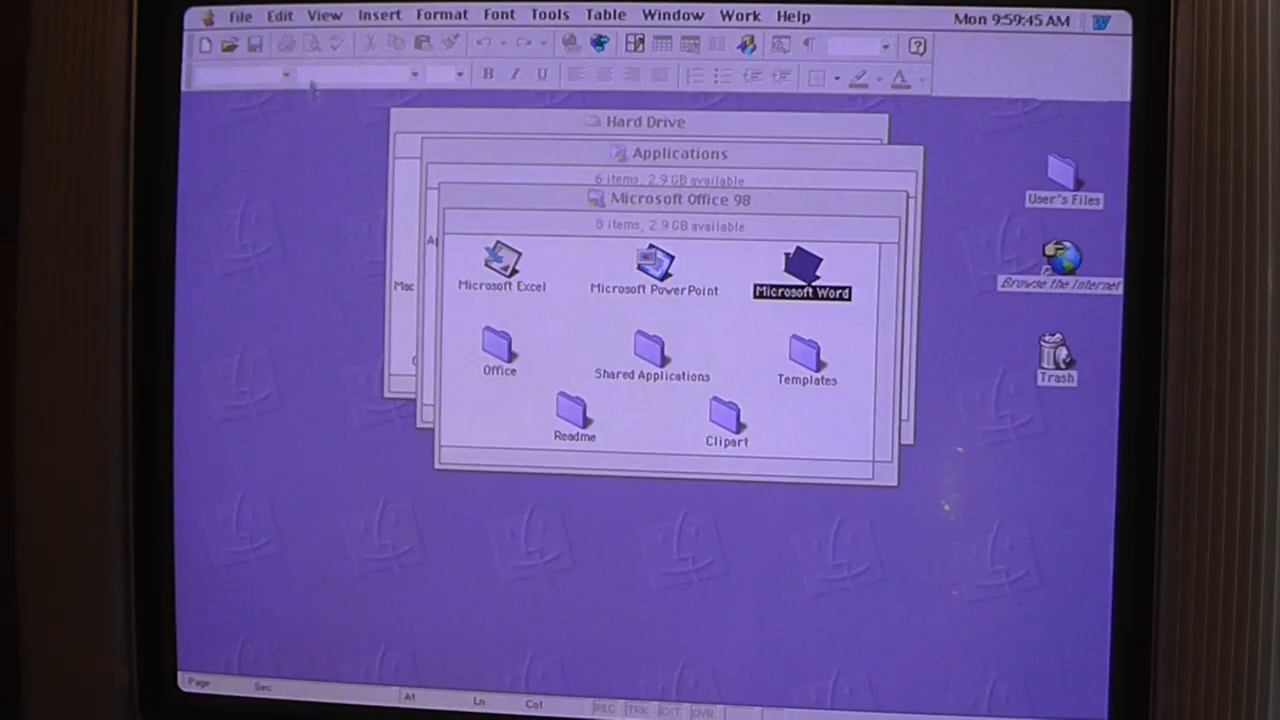 File Edit View Insert Format Font Tools Table Window Work Help Mon 9:59:45 AM
B I U A
Hard Drive
Applications
6 items, 2.9 GB available
Microsoft Office 98
8 items, 2.9 GB available
Microsoft Excel
Microsoft PowerPoint
Microsoft Word
Office
Shared Applications
Templates
Readme
Clipart
Mac
User's Files
Browse the Internet
Trash
Page Sec At Ln Col REC TRK EXT OVR